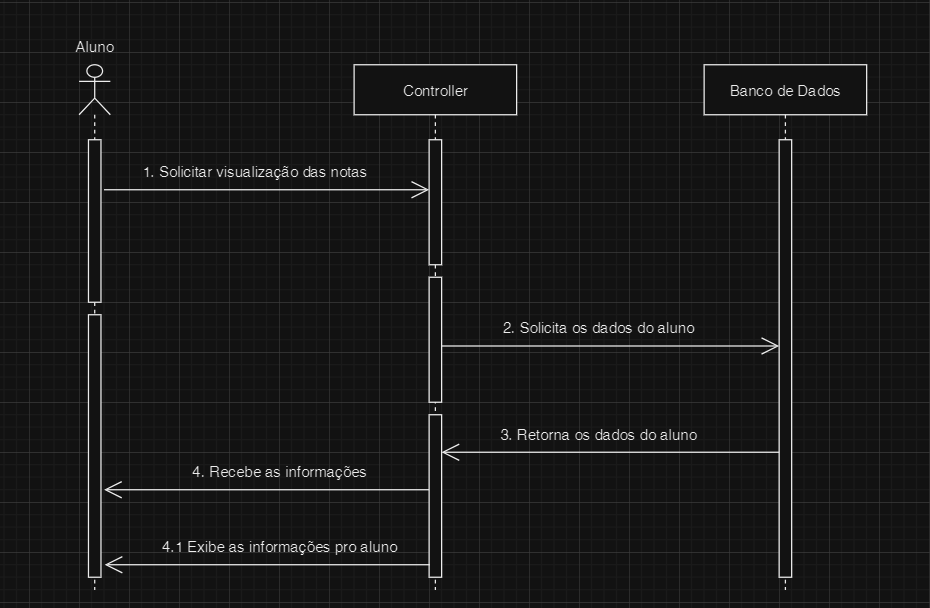 Aluno
Controller
Banco de Dados
1. Solicitar visualização das notas
2. Solicita os dados do aluno
3. Retorna os dados do aluno
4. Recebe as informações
4.1 Exibe as informações pro aluno